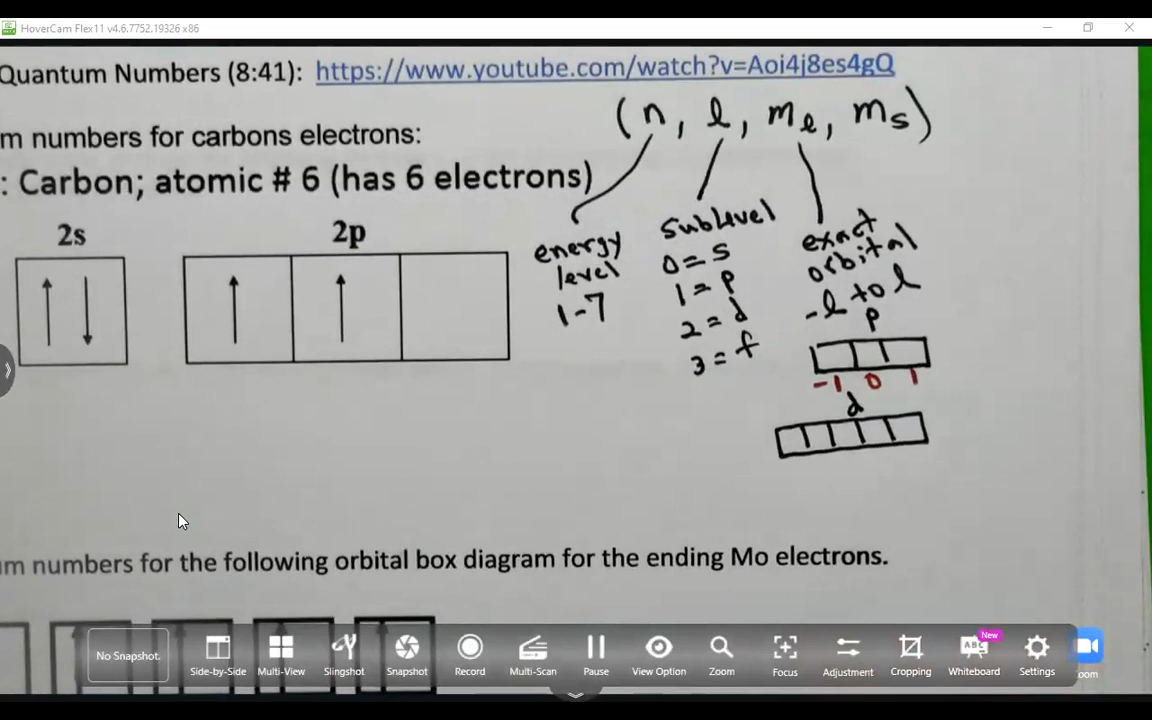 HoverCam Flex11 v4.6.7752.19326 x86
Quantum Numbers (8:41): https://www.youtube.com/watch?v=Aoi4j8es4gQ
(n, l, me, ms)
m numbers for carbons electrons:
: Carbon; atomic # 6 (has 6 electrons)
2s 2p
energy
level
1-7
sublevel
0=s
1=p
2=d
3=f
exact
orbital
-l to l
p
-1 0 1
d
um numbers for the following orbital box diagram for the ending Mo electrons.
No Snapshot.
Side-by-Side Multi-View Slingshot Snapshot Record Multi-Scan Pause View Option Zoom Focus Adjustment Cropping New Whiteboard Settings oom